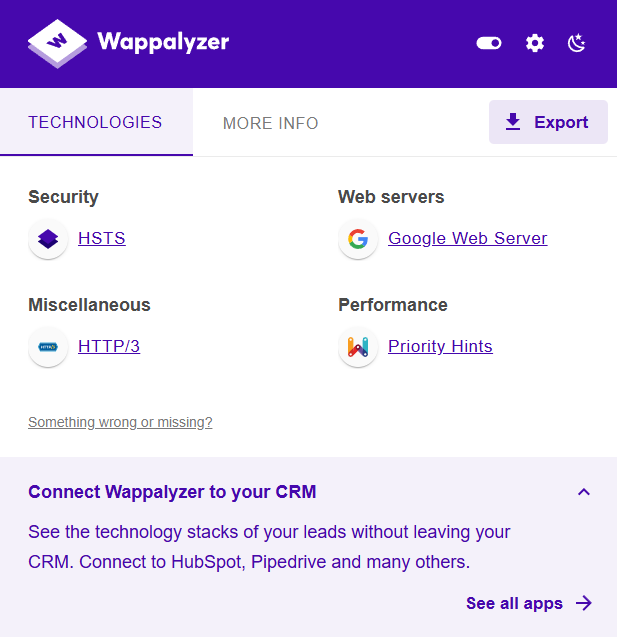 Wappalyzer
TECHNOLOGIES
MORE INFO
Export
Security
HSTS
Web servers
Google Web Server
Miscellaneous
HTTP/3
HTTP/3
Performance
Priority Hints
Something wrong or missing?
Connect Wappalyzer to your CRM
See the technology stacks of your leads without leaving your
CRM. Connect to HubSpot, Pipedrive and many others.
See all apps